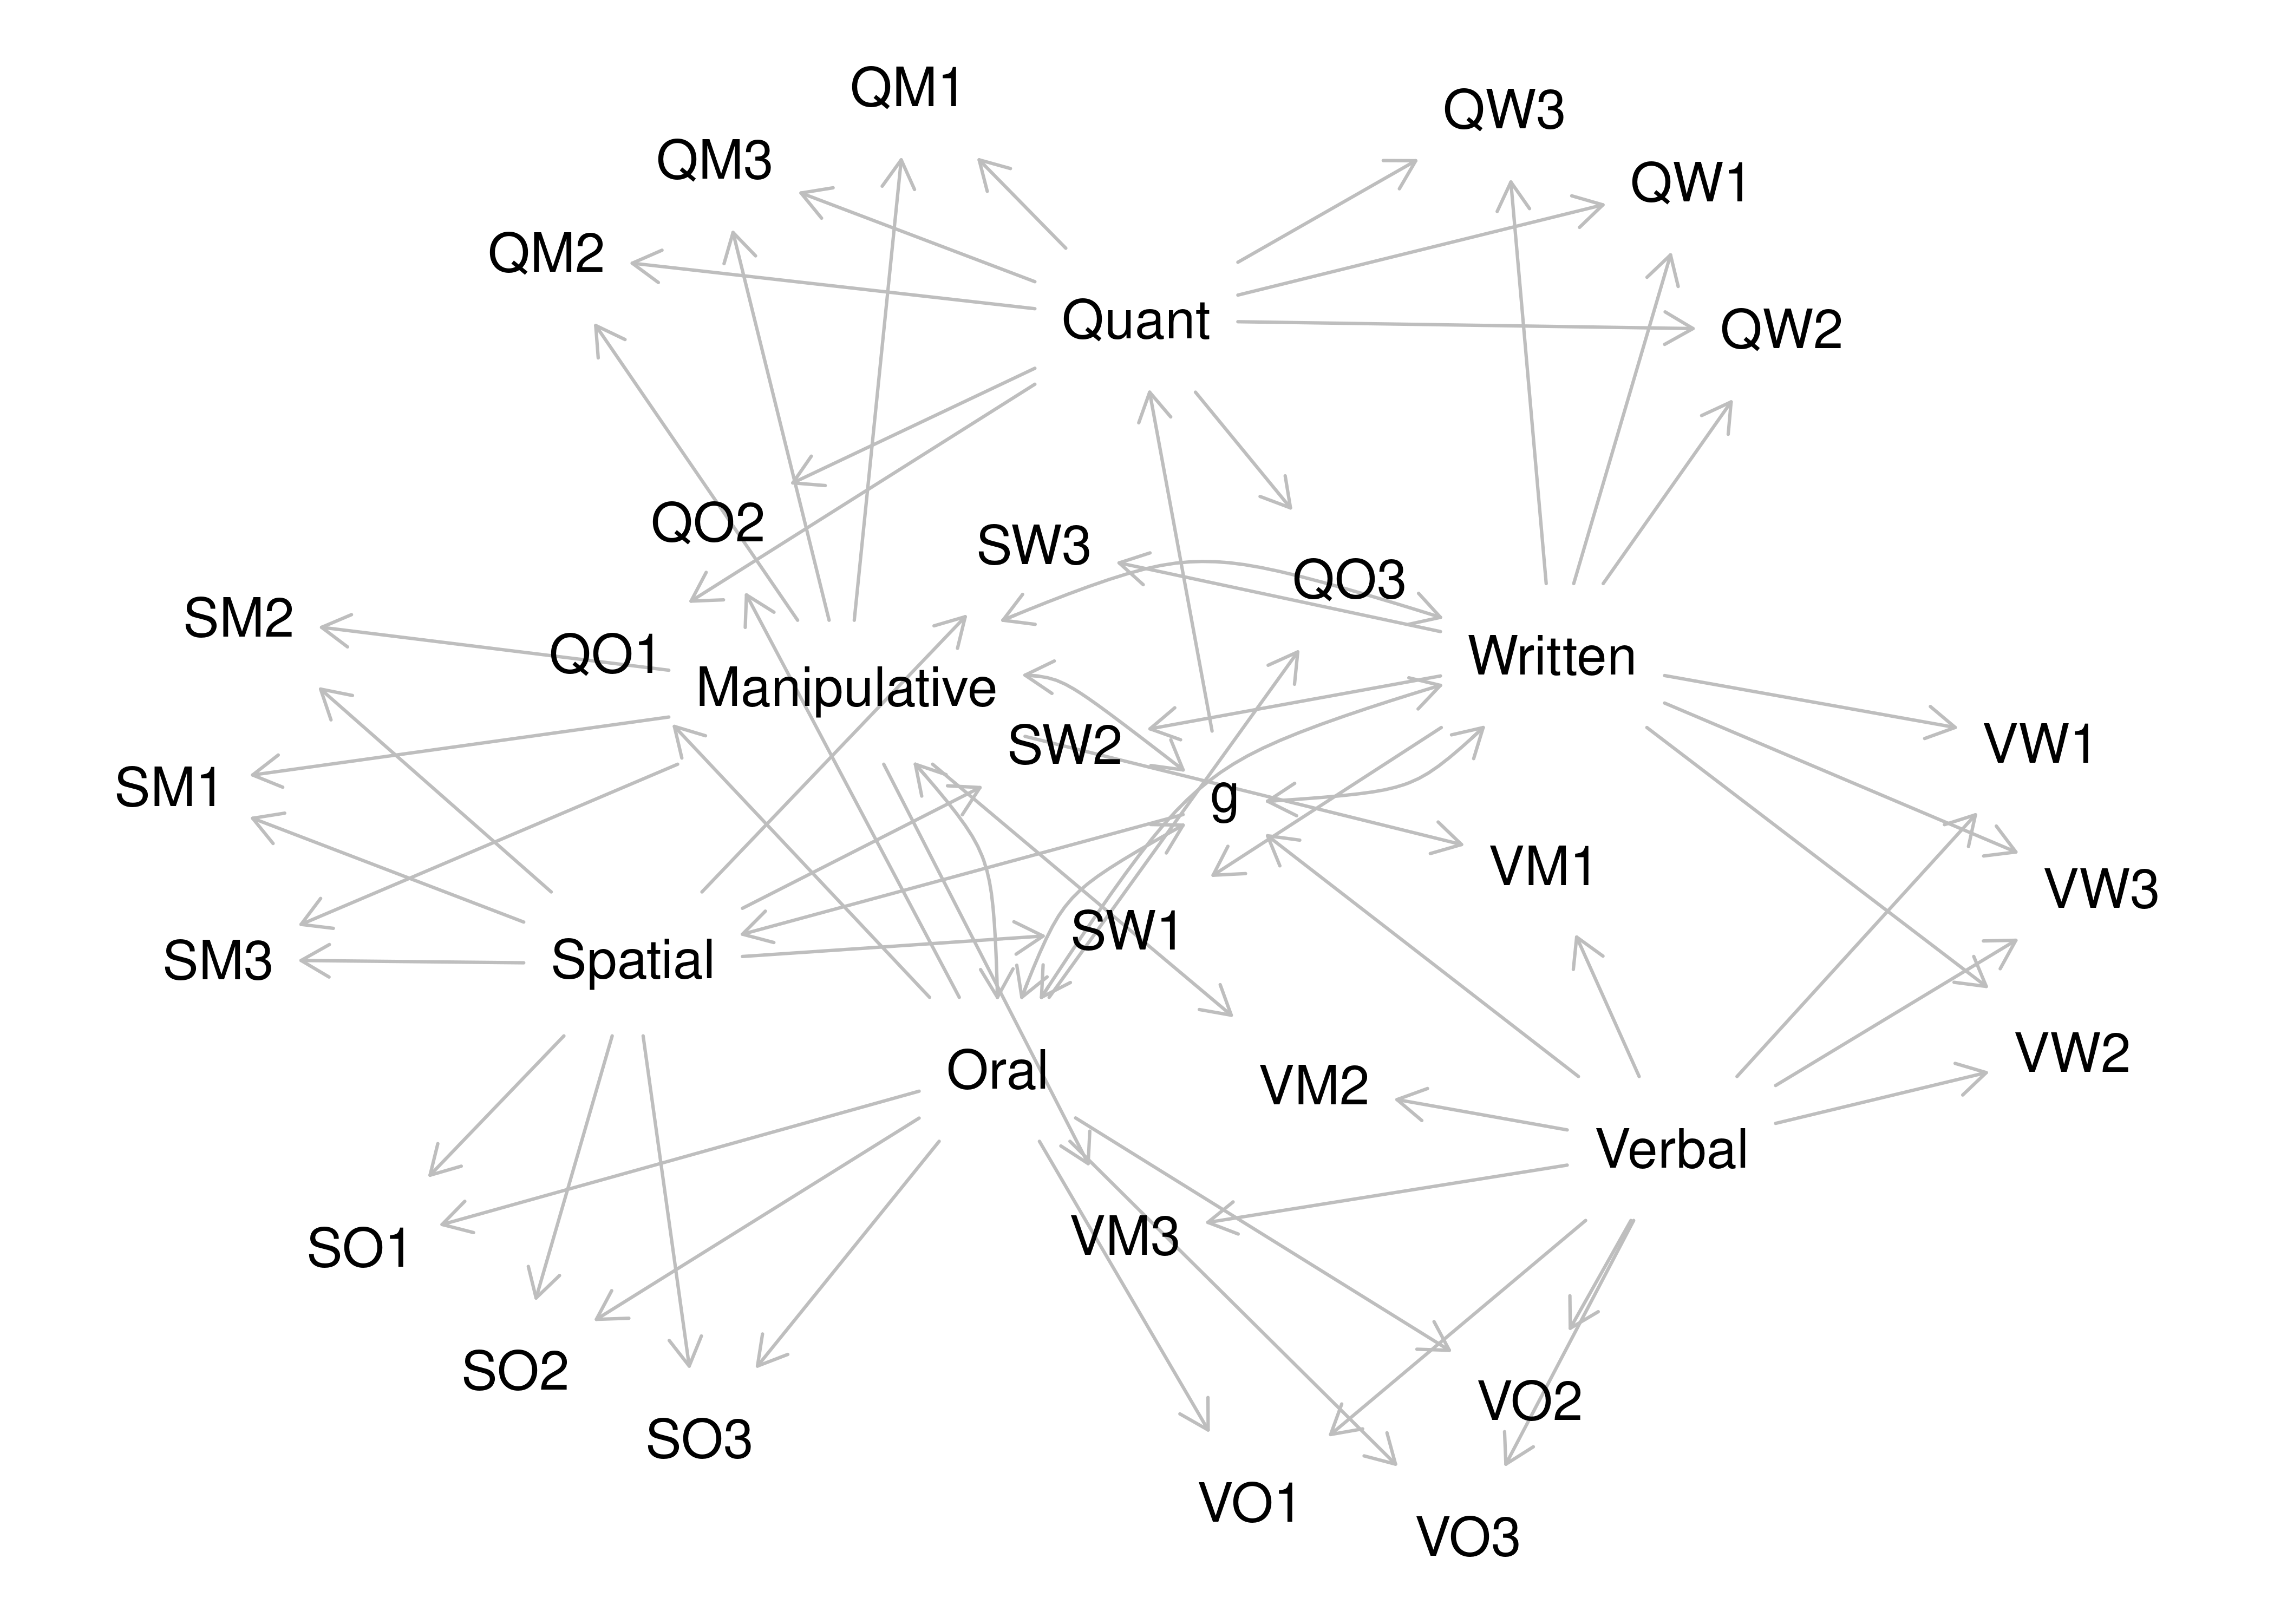 QM1
QW3
QM3
QW1
QM2
Quant
QW2
QO2
SW3
QO3
SM2
QO1
Written
Manipulative
SW2
VW1
SM1
g
VM1
VW3
SW1
SM3
Spatial
VW2
Oral
VM2
Verbal
VM3
SO1
SO2
VO2
SO3
VO1
VO3